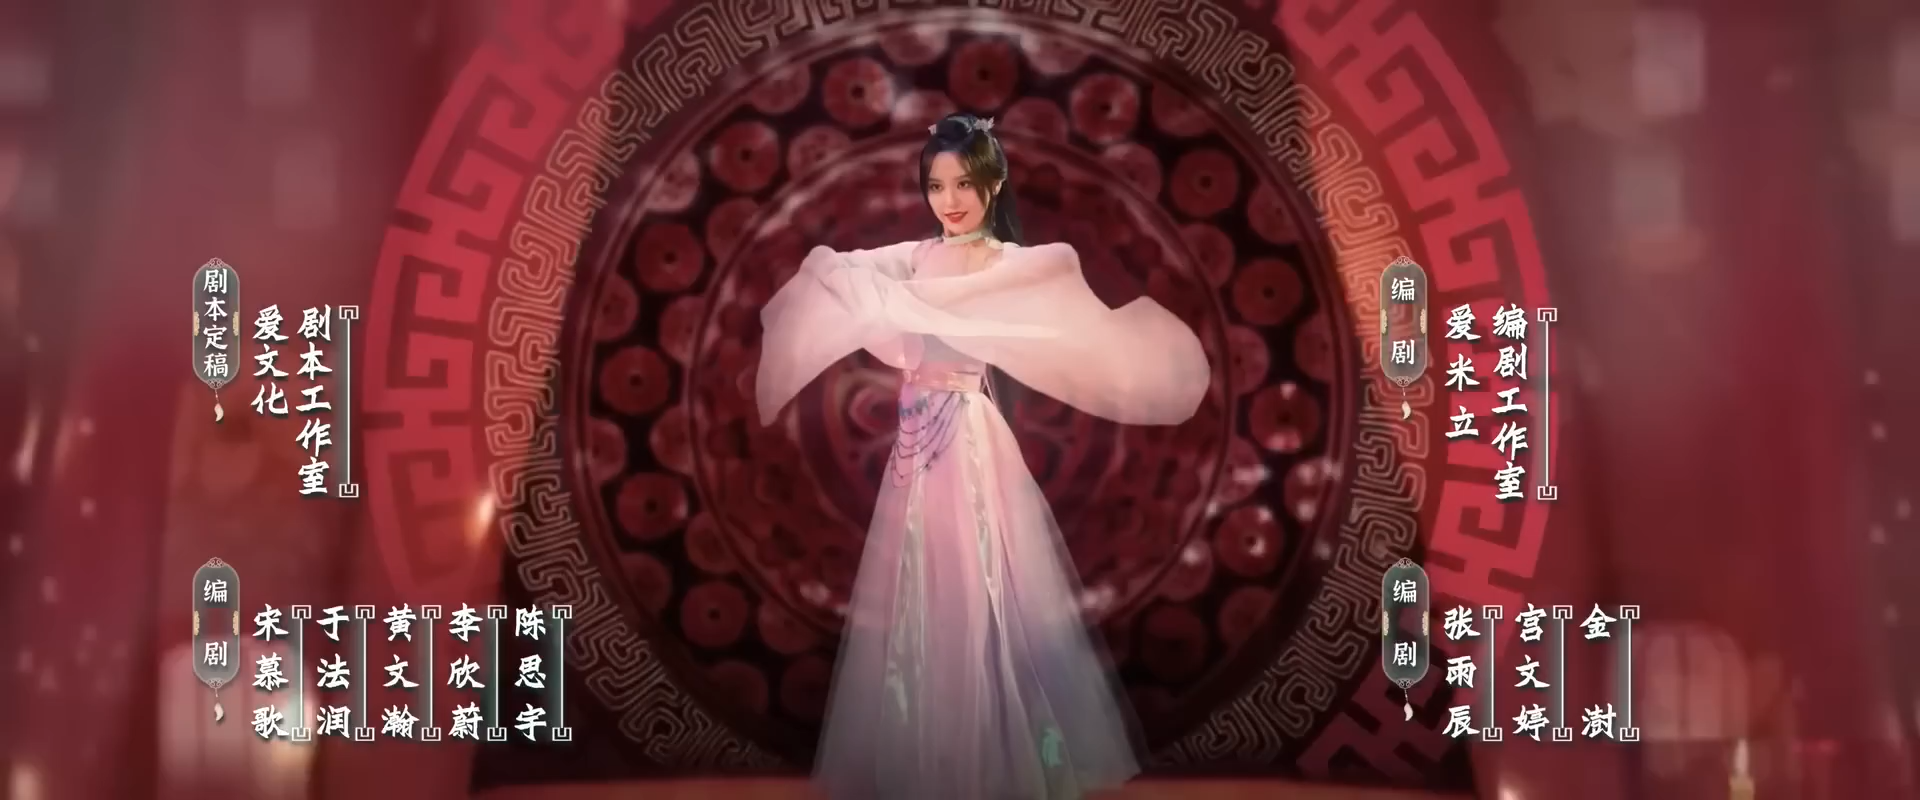 剧本定稿
剧本工作室
爱文化
编剧
编剧工作室
爱米立
编剧
陈思宇
李欣蔚
黄文瀚
于法润
宋慕歌
编剧
金澍
宫文婷
张雨辰